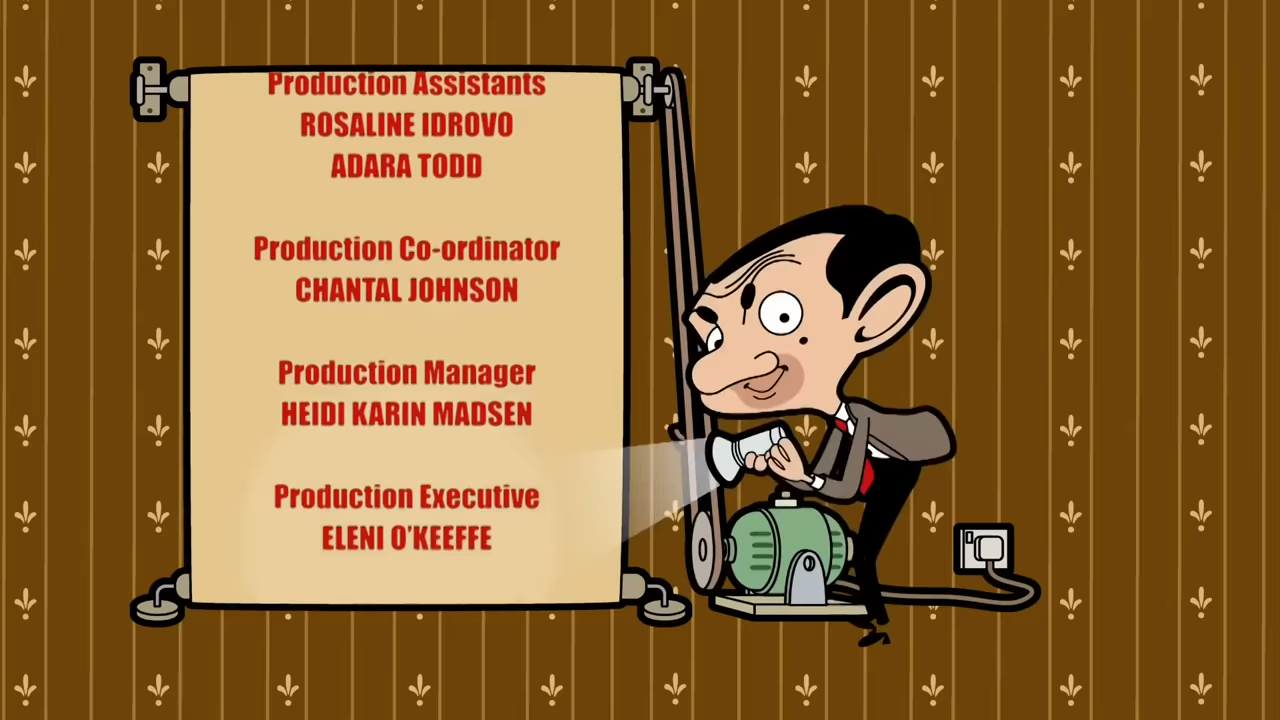 Production Assistants
ROSALINE IDROVO
ADARA TODD
Production Co-ordinator
CHANTAL JOHNSON
Production Manager
HEIDI KARIN MADSEN
Production Executive
ELENI O'KEEFFE